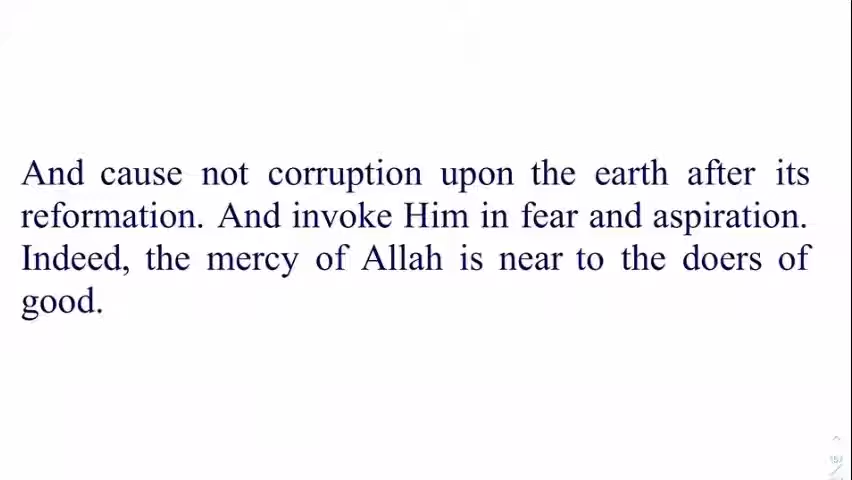 And cause not corruption upon the earth after its
reformation. And invoke Him in fear and aspiration.
Indeed, the mercy of Allah is near to the doers of
good.
157